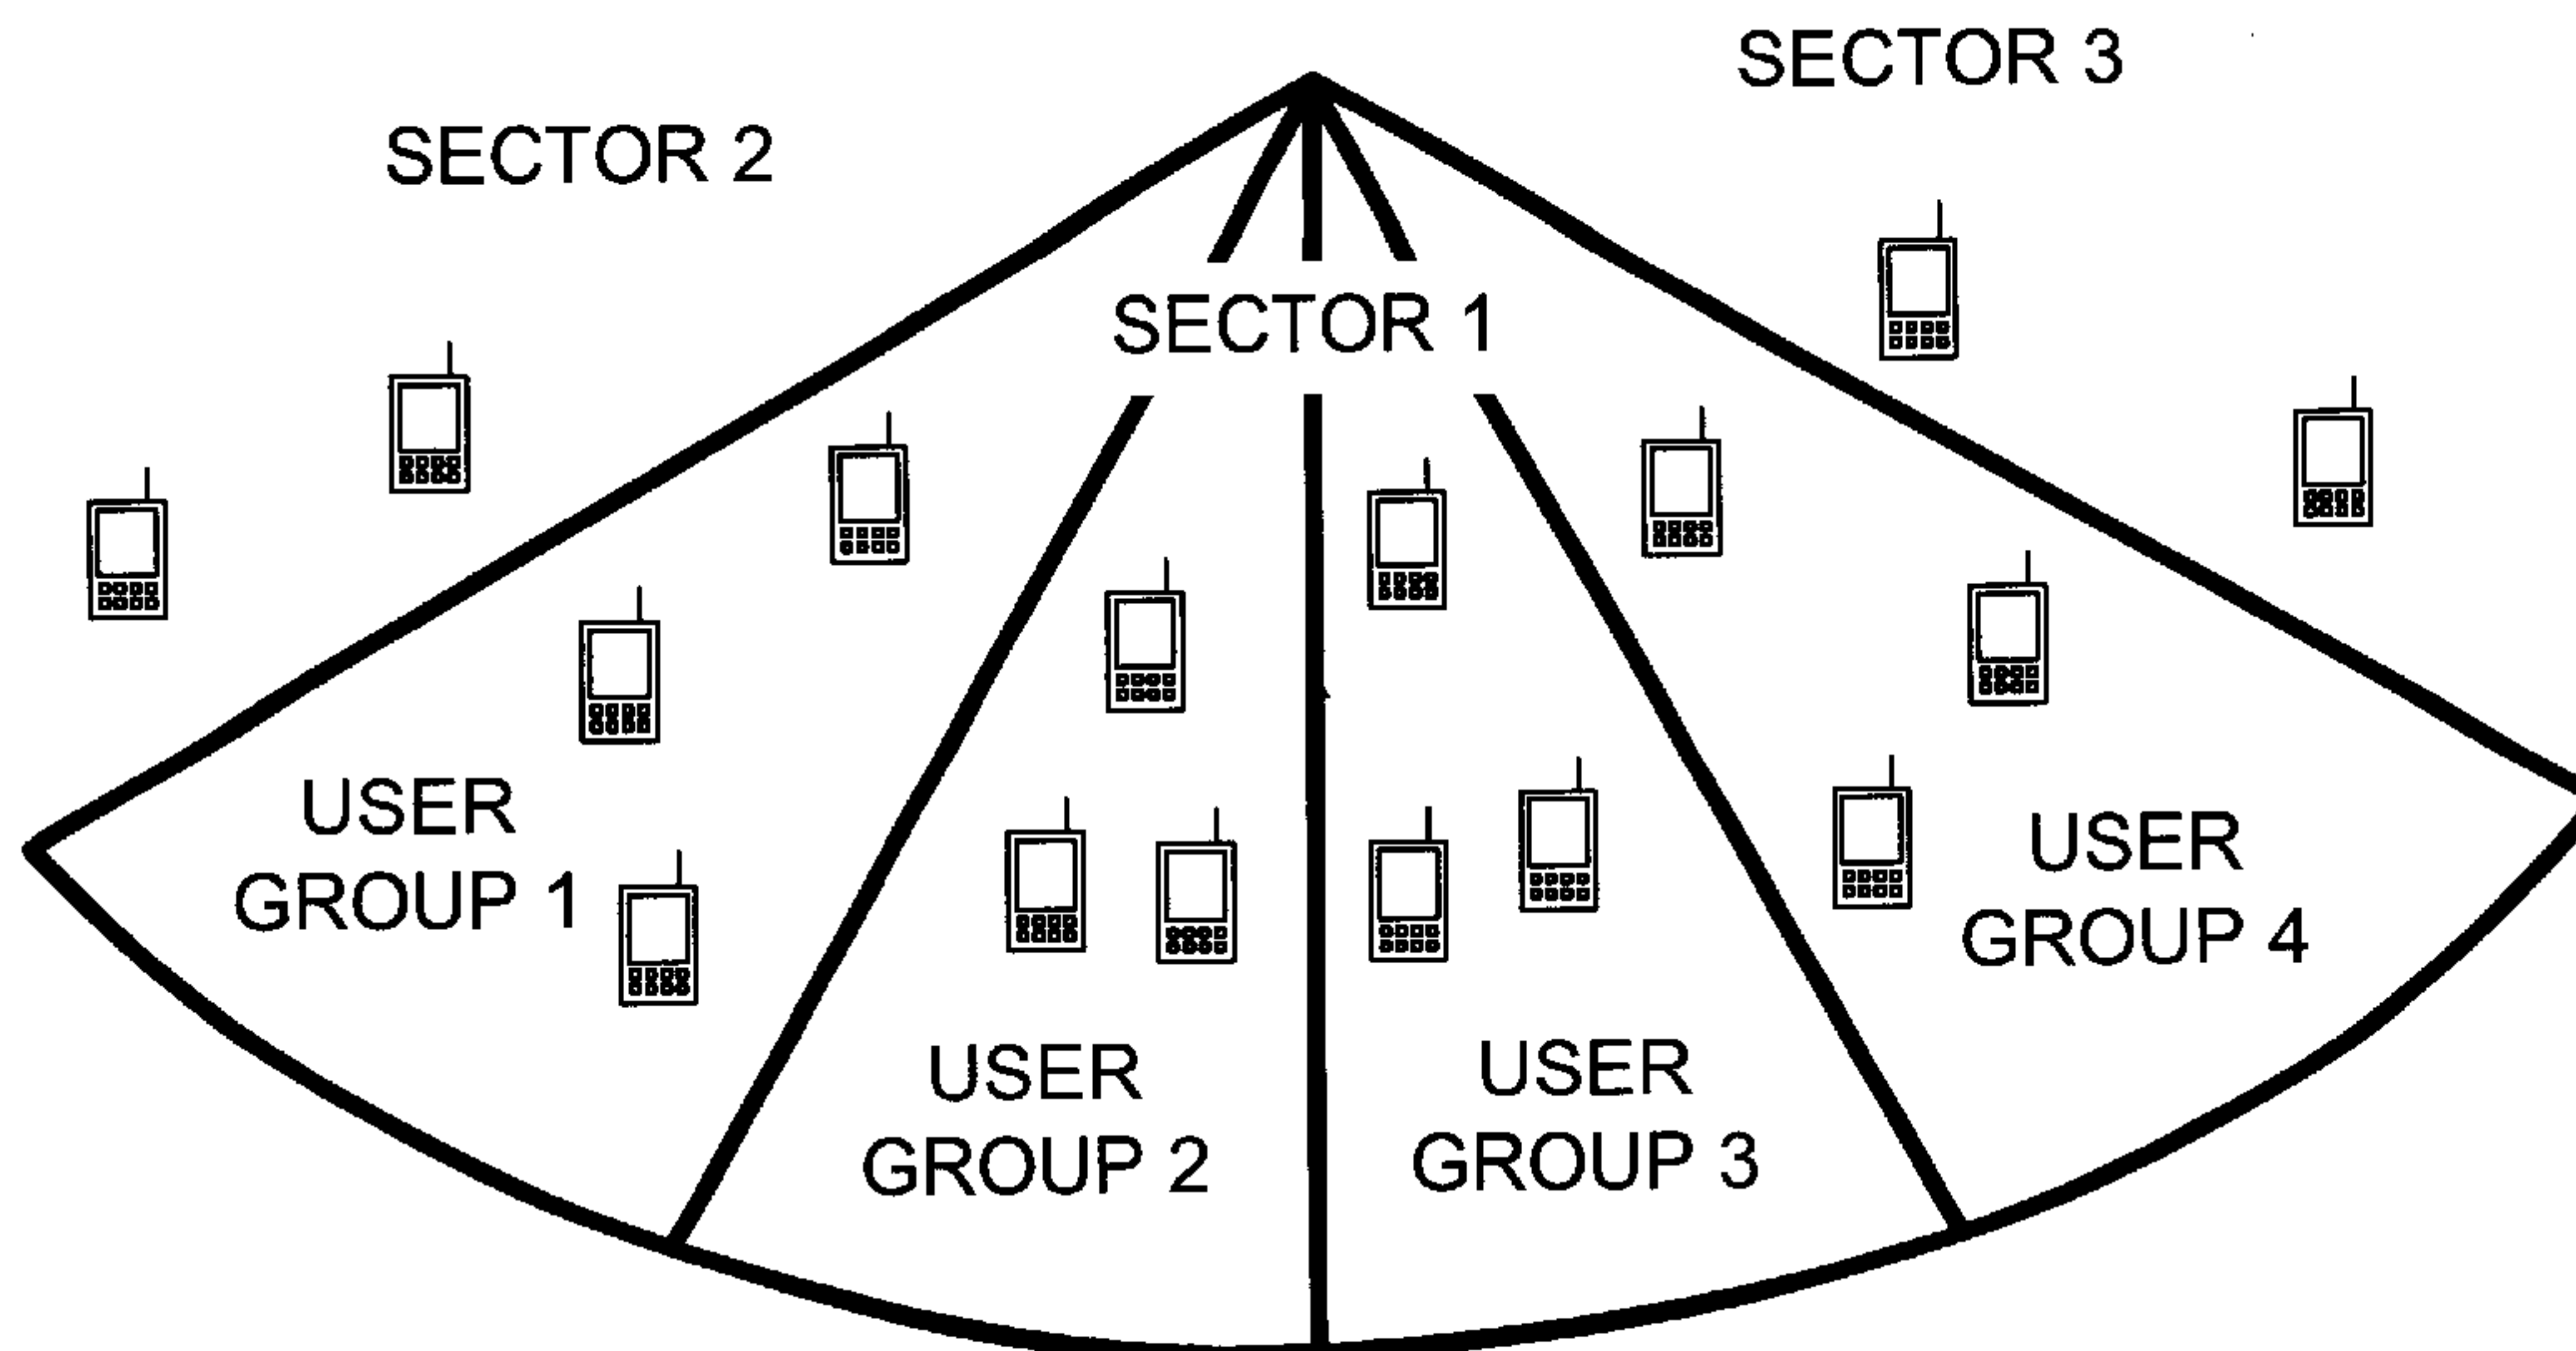 SECTOR 3
SECTOR 2
SECTOR 1
USER
GROUP 1
USER
GROUP 2
USER
GROUP 3
USER
GROUP 4